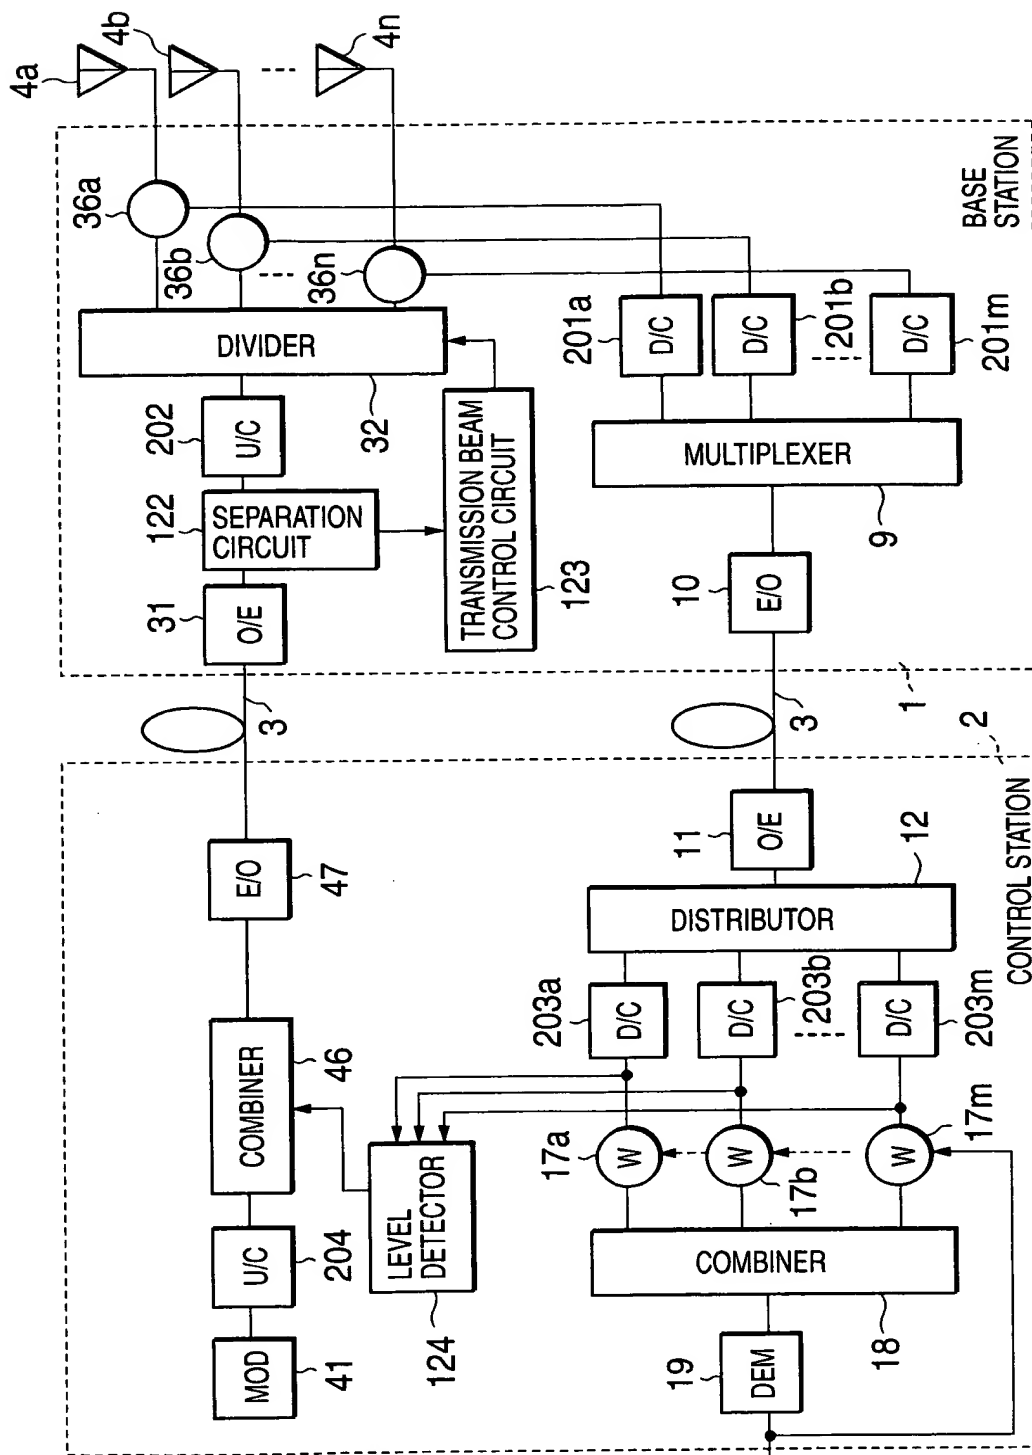 4a
4b
4n
36a
36b
36n
BASE
STATION
DIVIDER
32
202
U/C
122
SEPARATION
CIRCUIT
TRANSMISSION BEAM
CONTROL CIRCUIT
123
31
O/E
201a
D/C
D/C
201b
D/C
201m
MULTIPLEXER
9
10
E/O
3
3
1
2
CONTROL STATION
E/O
47
11
O/E
12
DISTRIBUTOR
203a
D/C
D/C
203b
D/C
203m
COMBINER
46
17a
W
W
17b
W
17m
LEVEL
DETECTOR
124
U/C
204
COMBINER
18
MOD
41
19
DEM